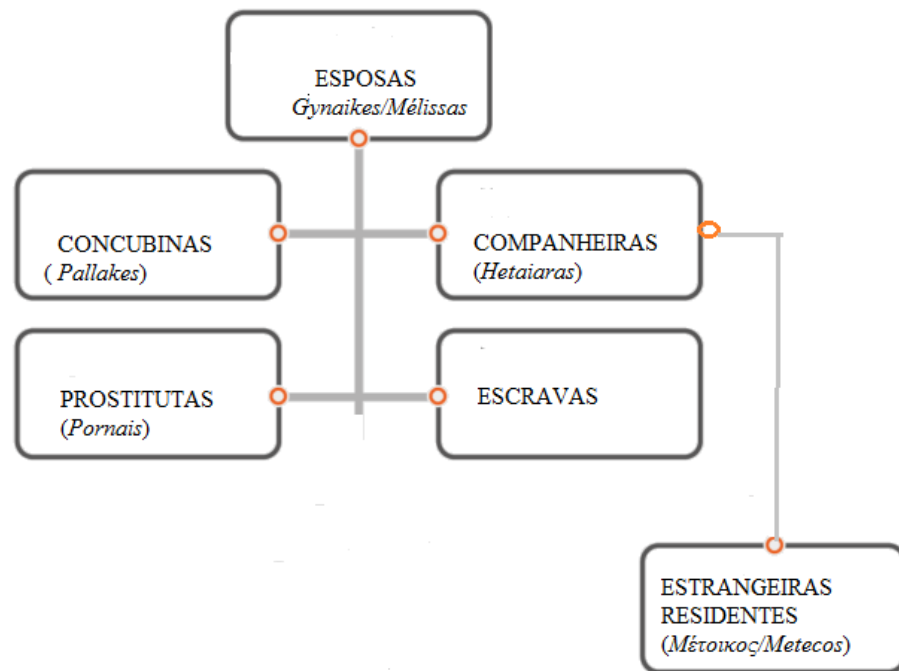 ESPOSAS
Gynaikes/Mélissas
CONCUBINAS
( Pallakes)
COMPANHEIRAS
(Hetaiaras)
PROSTITUTAS
(Pornais)
ESCRAVAS
ESTRANGEIRAS
RESIDENTES
(Μέτοικος/Metecos)